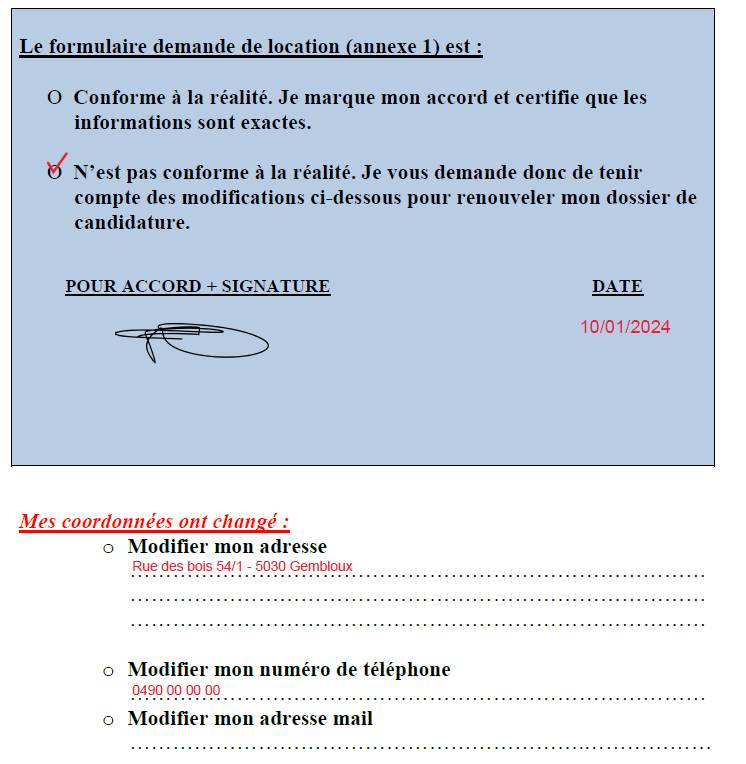 Le formulaire demande de location (annexe 1) est :
O Conforme à la réalité. Je marque mon accord et certifie que les
informations sont exactes.
O N’est pas conforme à la réalité. Je vous demande donc de tenir
compte des modifications ci-dessous pour renouveler mon dossier de
candidature.
POUR ACCORD + SIGNATURE DATE
10/01/2024
Mes coordonnées ont changé :
o Modifier mon adresse
Rue des bois 54/1 - 5030 Gembloux
o Modifier mon numéro de téléphone
0490 00 00 00
o Modifier mon adresse mail